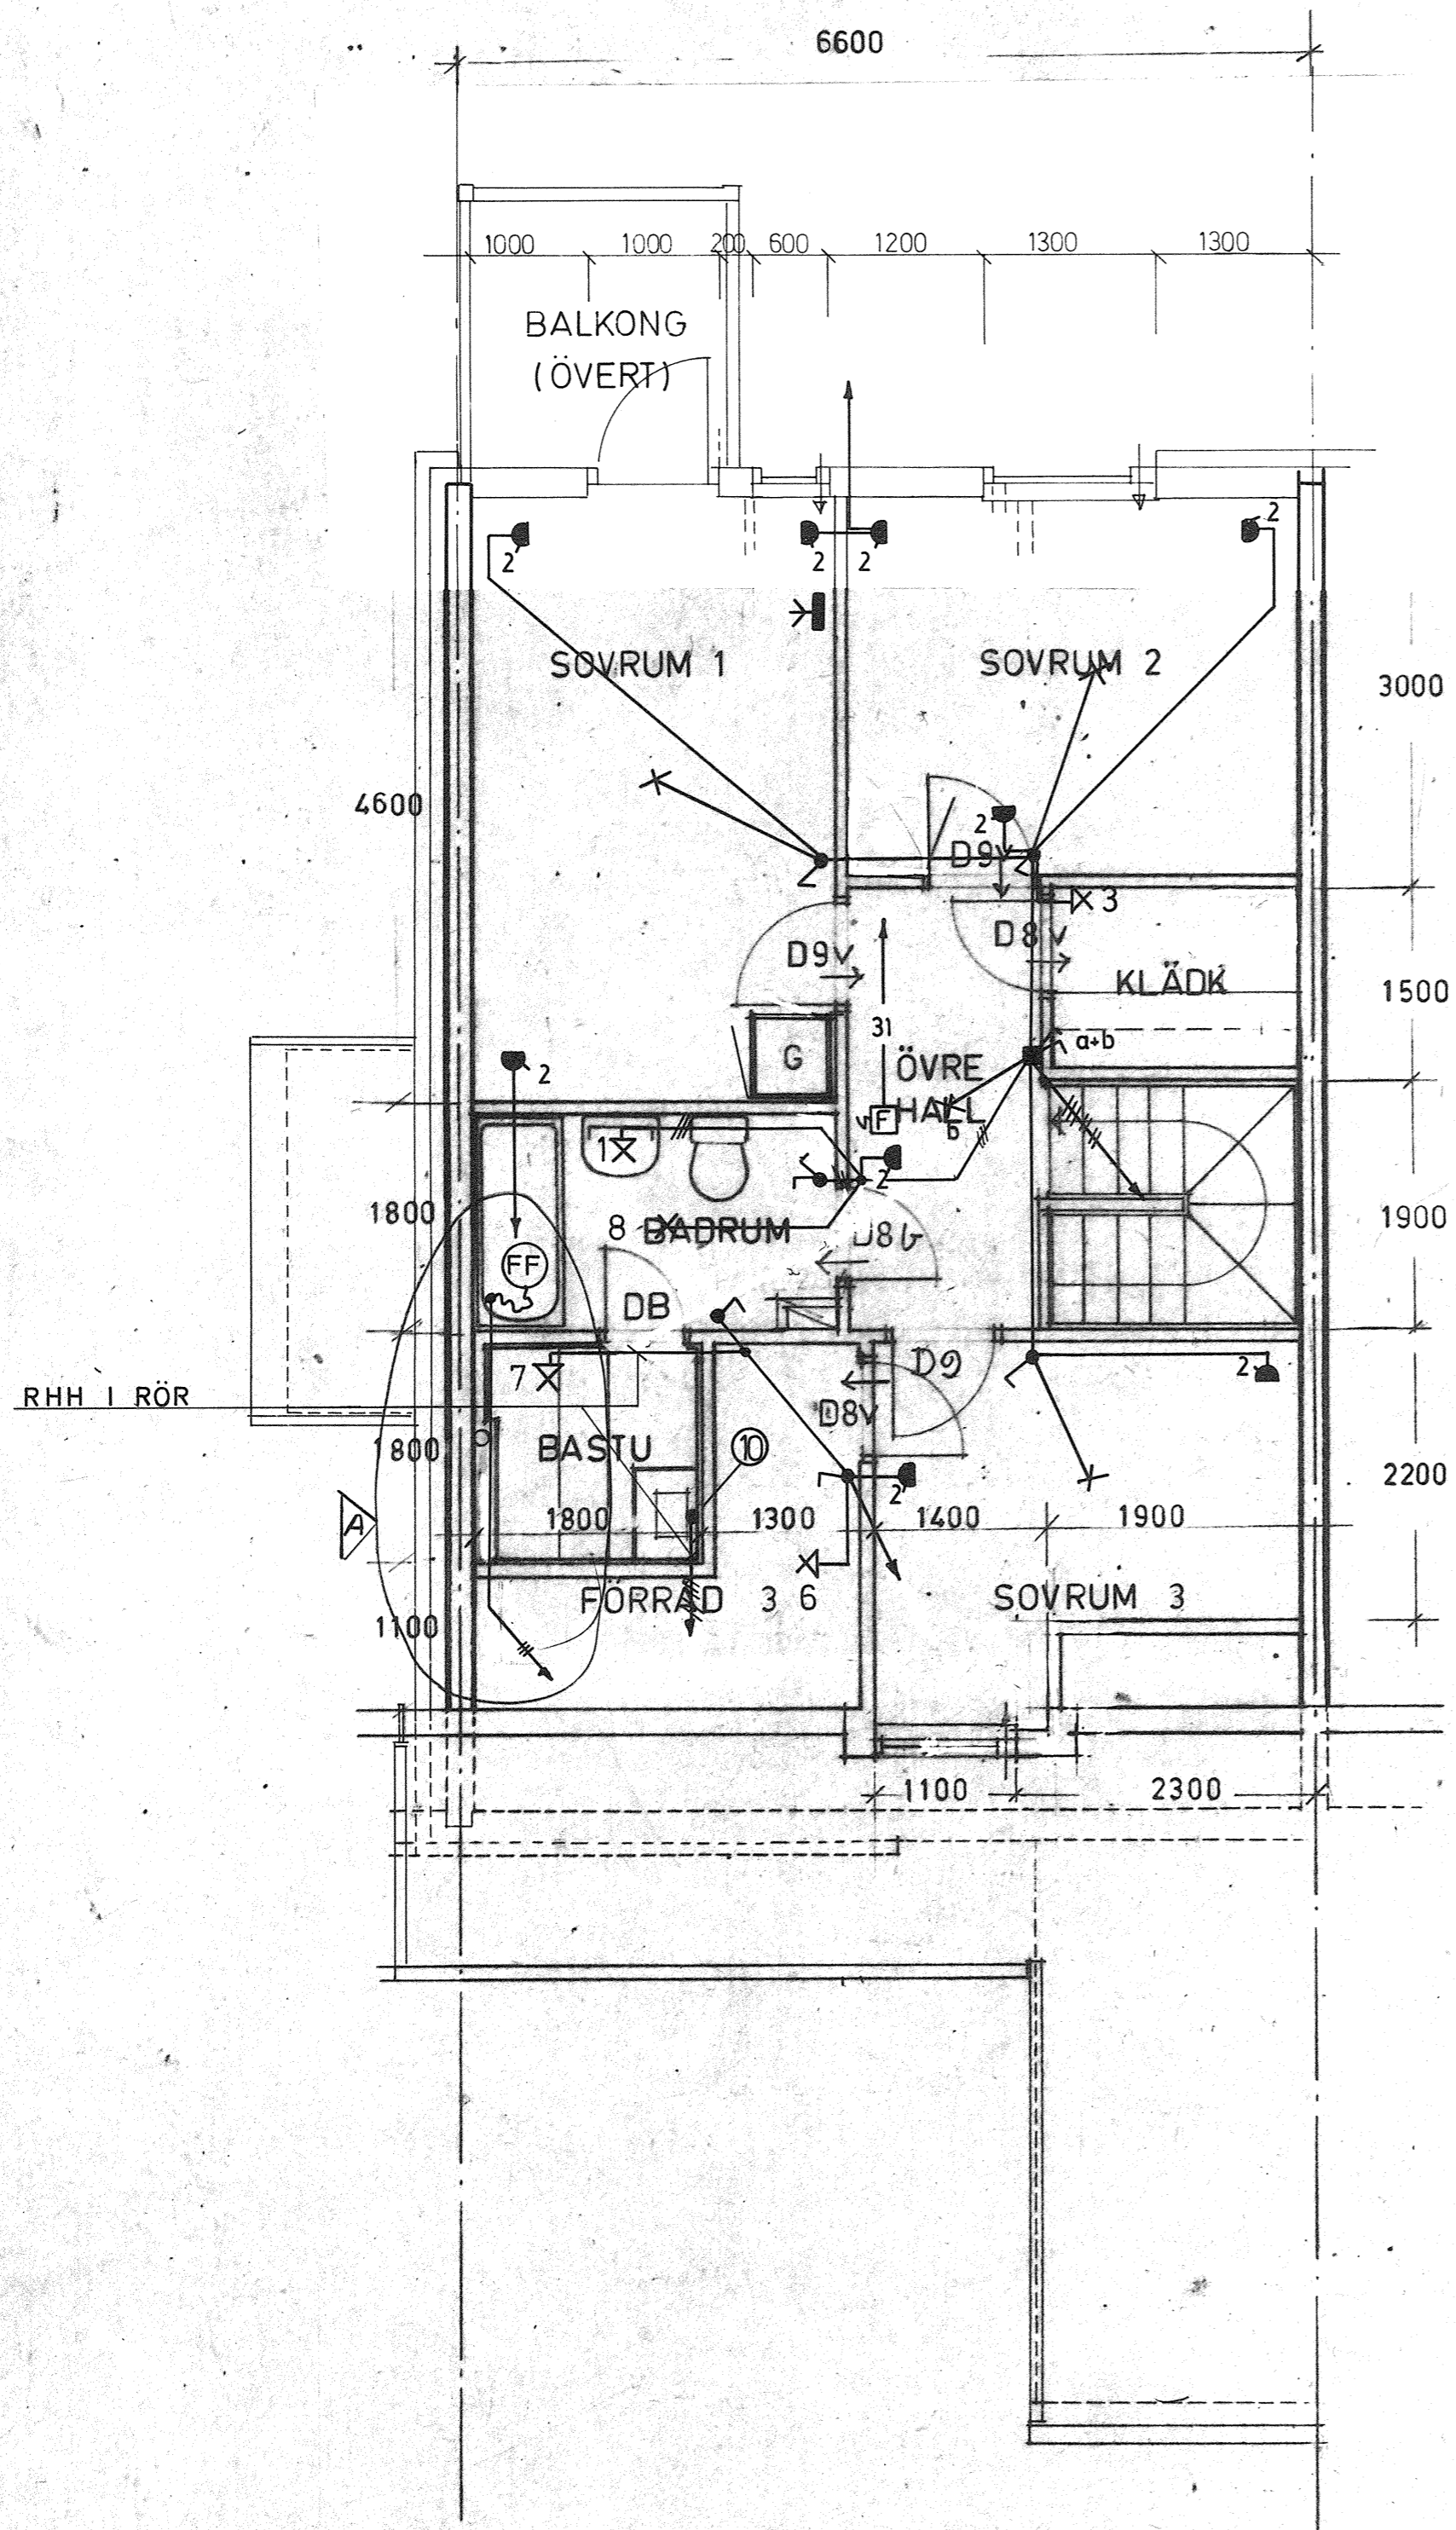 6600
1000 1000 200 600 1200 1300 1300
BALKONG
(ÖVERT)
2 2 2 2
SOVRUM 1
SOVRUM 2
3000
4600
2
D9v
3
D8v
D9v
KLÄDK
1500
31
a+b
G
ÖVRE
HALL
2
F
b
1
2
1800
8 BADRUM
D8b
1900
FF
DB
D9
2
7
RHH I RÖR
D8V
1800
BASTU
10
2200
2
A
1800 1300 1400 1900
FÖRRÅD 3 6
SOVRUM 3
1100
1100 2300